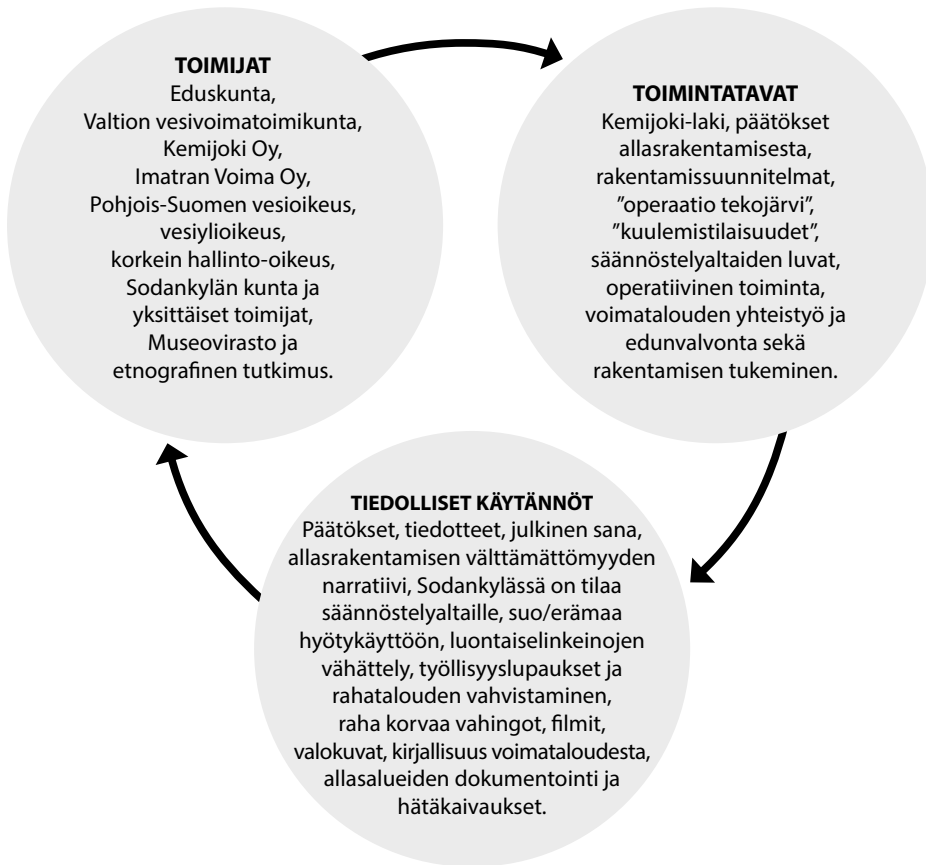 TOIMIJAT
Eduskunta,
Valtion vesivoimatoimikunta,
Kemijoki Oy,
Imatran Voima Oy,
Pohjois-Suomen vesioikeus,
vesiylioikeus,
korkein hallinto-oikeus,
Sodankylän kunta ja
yksittäiset toimijat,
Museovirasto ja
etnografinen tutkimus.
TOIMINTATAVAT
Kemijoki-laki, päätökset
allasrakentamisesta,
rakentamissuunnitelmat,
”operaatio tekojärvi”,
”kuulemistilaisuudet”,
säännöstelyaltaiden luvat,
operatiivinen toiminta,
voimatalouden yhteistyö ja
edunvalvonta sekä
rakentamisen tukeminen.
TIEDOLLISET KÄYTÄNNÖT
Päätökset, tiedotteet, julkinen sana,
allasrakentamisen välttämättömyyden
narratiivi, Sodankylässä on tilaa
säännöstelyaltaille, suo/erämaa
hyötykäyttöön, luontaiselinkeinojen
vähättely, työllisyyslupaukset ja
rahatalouden vahvistaminen,
raha korvaa vahingot, filmit,
valokuvat, kirjallisuus voimataloudesta,
allasalueiden dokumentointi ja
hätäkaivaukset.